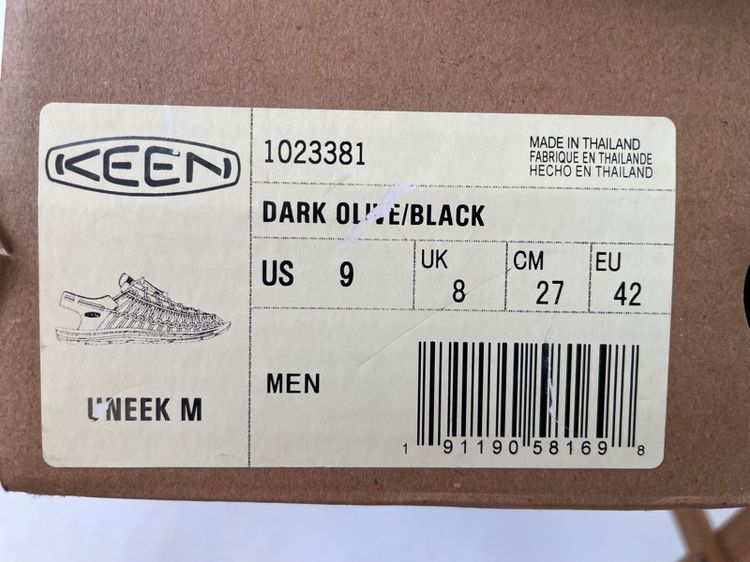 KEEN
1023381
MADE IN THAILAND
FABRIQUE EN THAILANDE
HECHO EN THAILAND
DARK OLIVE/BLACK
US 9
UK 8
CM 27
EU 42
UNEEK M
MEN
1 91190 58169 8